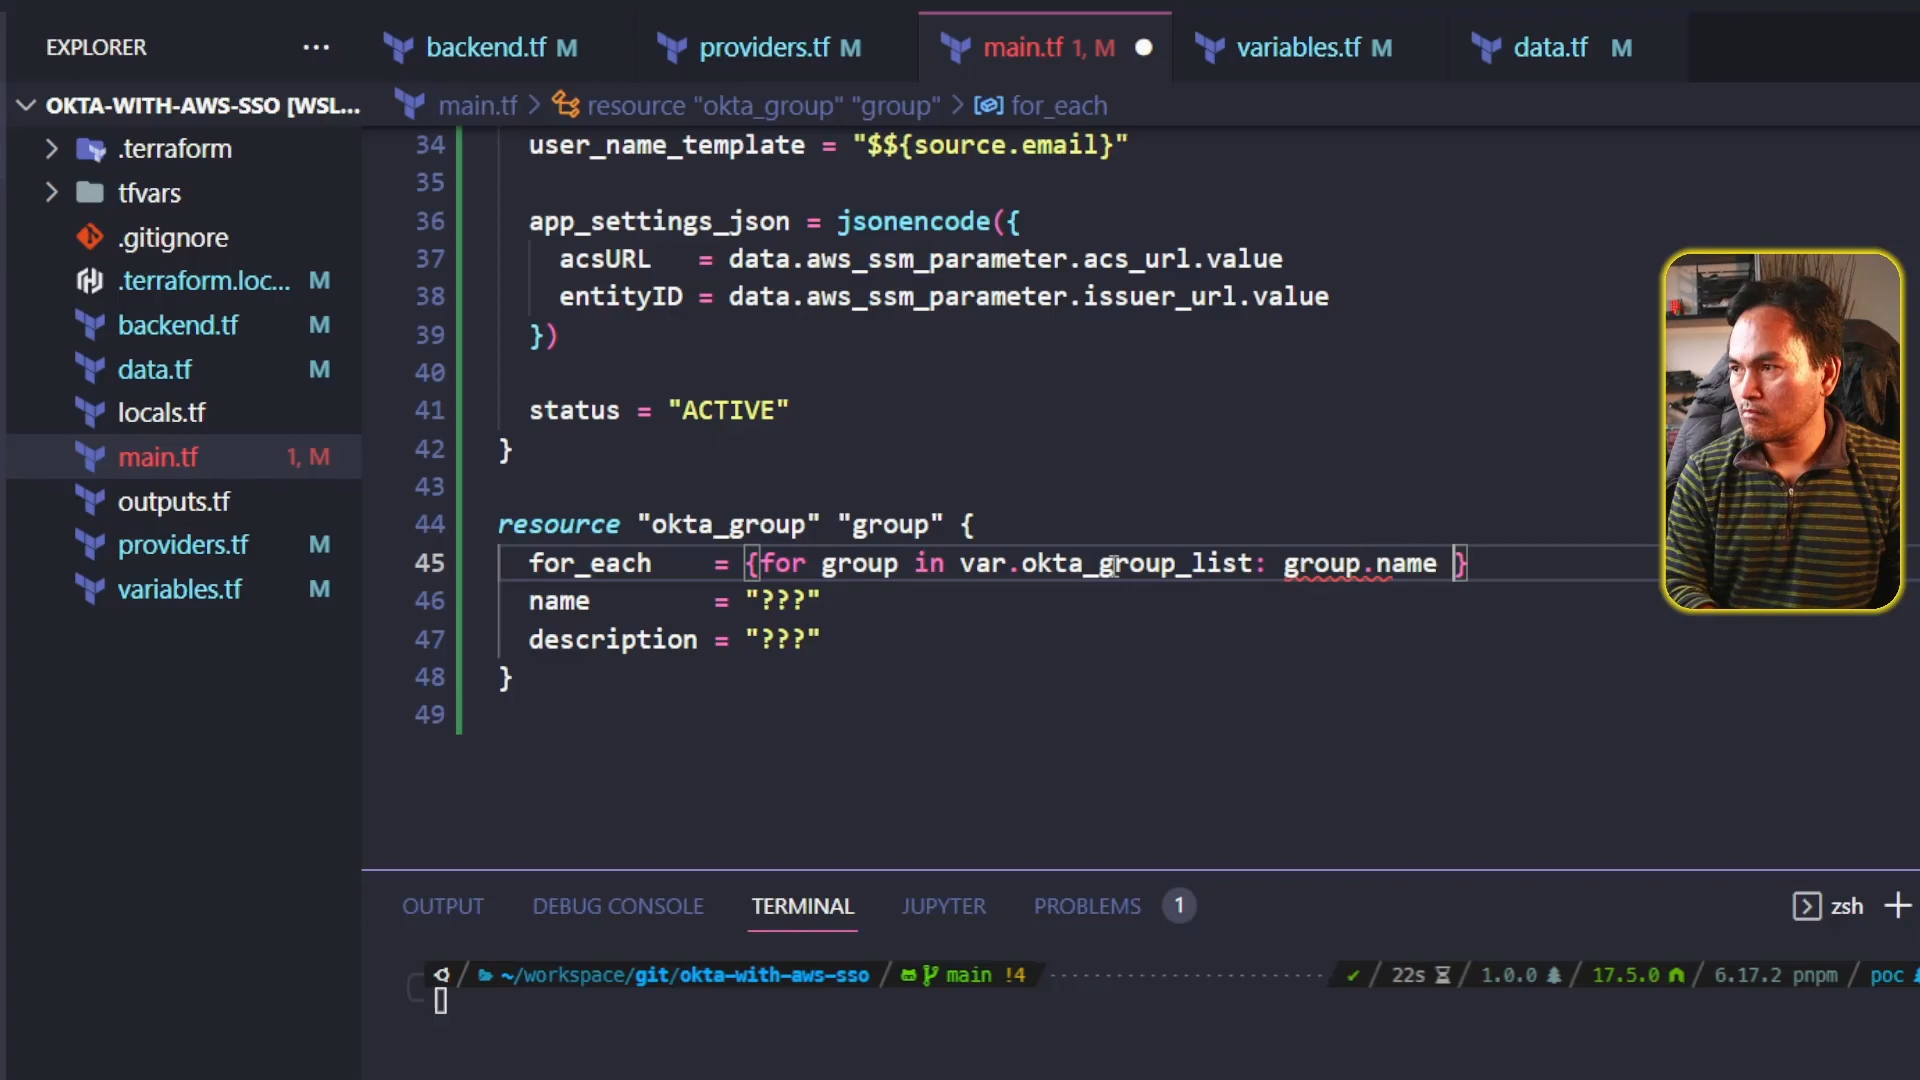 EXPLORER
backend.tf M
providers.tf M
main.tf 1, M
variables.tf M
data.tf M
OKTA-WITH-AWS-SSO [WSL...
main.tf > resource "okta_group" "group" > for_each
.terraform
tfvars
.gitignore
.terraform.loc... M
backend.tf M
data.tf M
locals.tf
main.tf 1, M
outputs.tf
providers.tf M
variables.tf M
34 user_name_template = "$${source.email}"
35
36 app_settings_json = jsonencode({
37 acsURL = data.aws_ssm_parameter.acs_url.value
38 entityID = data.aws_ssm_parameter.issuer_url.value
39 })
40
41 status = "ACTIVE"
42 }
43
44 resource "okta_group" "group" {
45 for_each = {for group in var.okta_group_list: group.name }
46 name = "???"
47 description = "???"
48 }
49
OUTPUT DEBUG CONSOLE TERMINAL JUPYTER PROBLEMS 1 zsh
~/workspace/git/okta-with-aws-sso / main !4 22s / 1.0.0 / 17.5.0 / 6.17.2 pnpm / poc